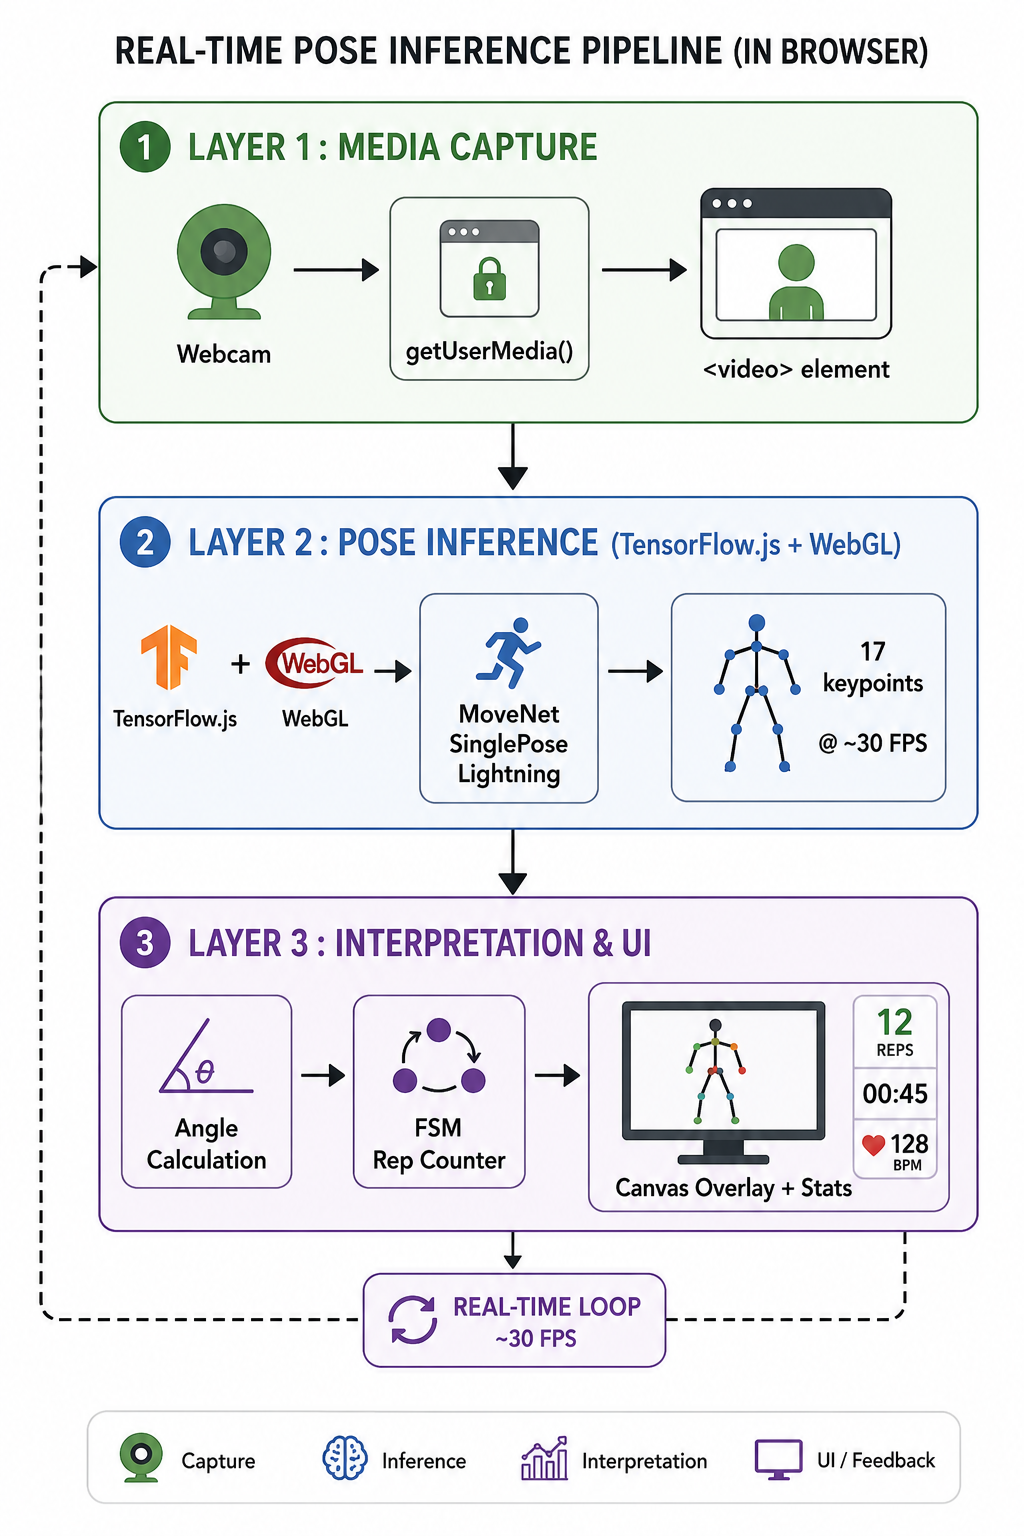 REAL-TIME POSE INFERENCE PIPELINE (IN BROWSER)
1 LAYER 1 : MEDIA CAPTURE
Webcam
getUserMedia()
<video> element
2 LAYER 2 : POSE INFERENCE (TensorFlow.js + WebGL)
TF + WebGL
TensorFlow.js
WebGL
MoveNet
SinglePose
Lightning
17
keypoints
@ ~30 FPS
3 LAYER 3 : INTERPRETATION & UI
θ
Angle
Calculation
FSM
Rep Counter
12
REPS
00:45
128
BPM
Canvas Overlay + Stats
REAL-TIME LOOP
~30 FPS
Capture
Inference
Interpretation
UI / Feedback